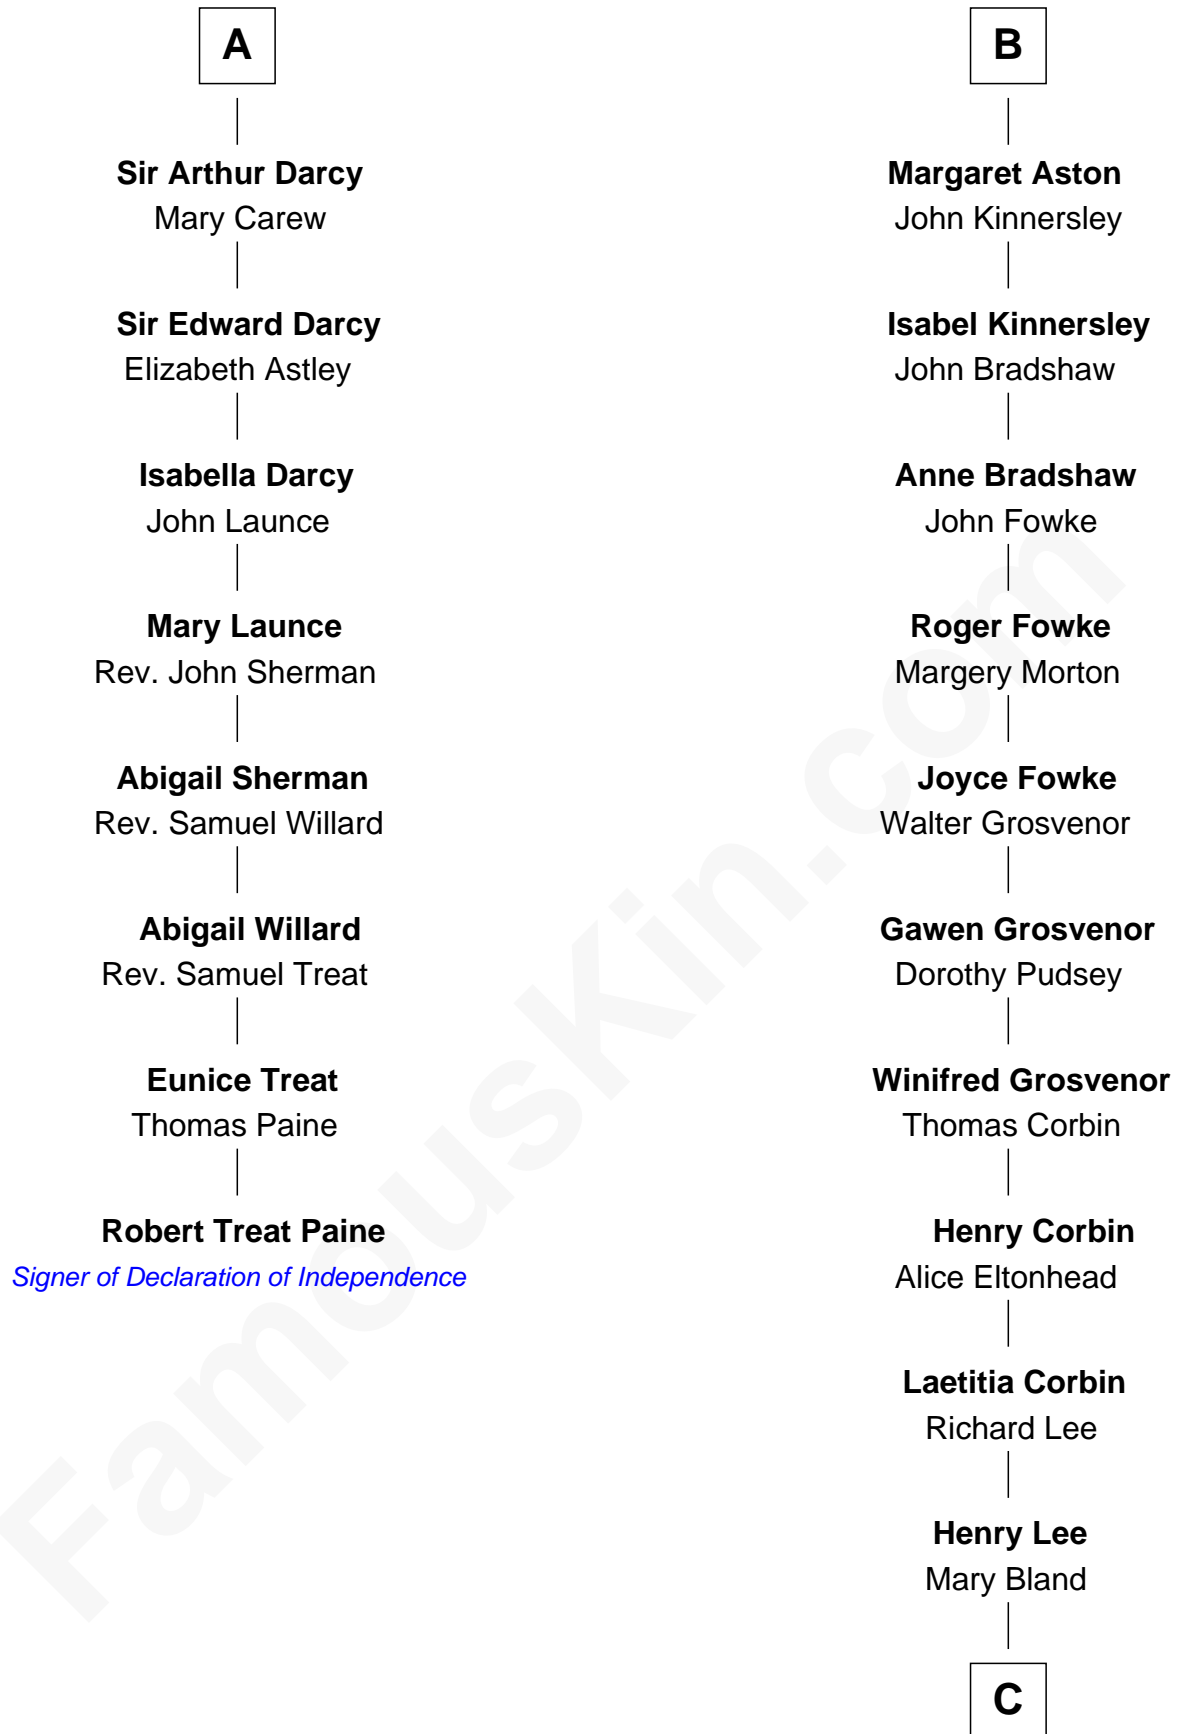 A
Sir Arthur Darcy
Mary Carew
Sir Edward Darcy
Elizabeth Astley
Isabella Darcy
John Launce
Mary Launce
Rev. John Sherman
Abigail Sherman
Rev. Samuel Willard
Abigail Willard
Rev. Samuel Treat
Eunice Treat
Thomas Paine
Robert Treat Paine
Signer of Declaration of Independence
B
Margaret Aston
John Kinnersley
Isabel Kinnersley
John Bradshaw
Anne Bradshaw
John Fowke
Roger Fowke
Margery Morton
Joyce Fowke
Walter Grosvenor
Gawen Grosvenor
Dorothy Pudsey
Winifred Grosvenor
Thomas Corbin
Henry Corbin
Alice Eltonhead
Laetitia Corbin
Richard Lee
Henry Lee
Mary Bland
C
FamousKin.com